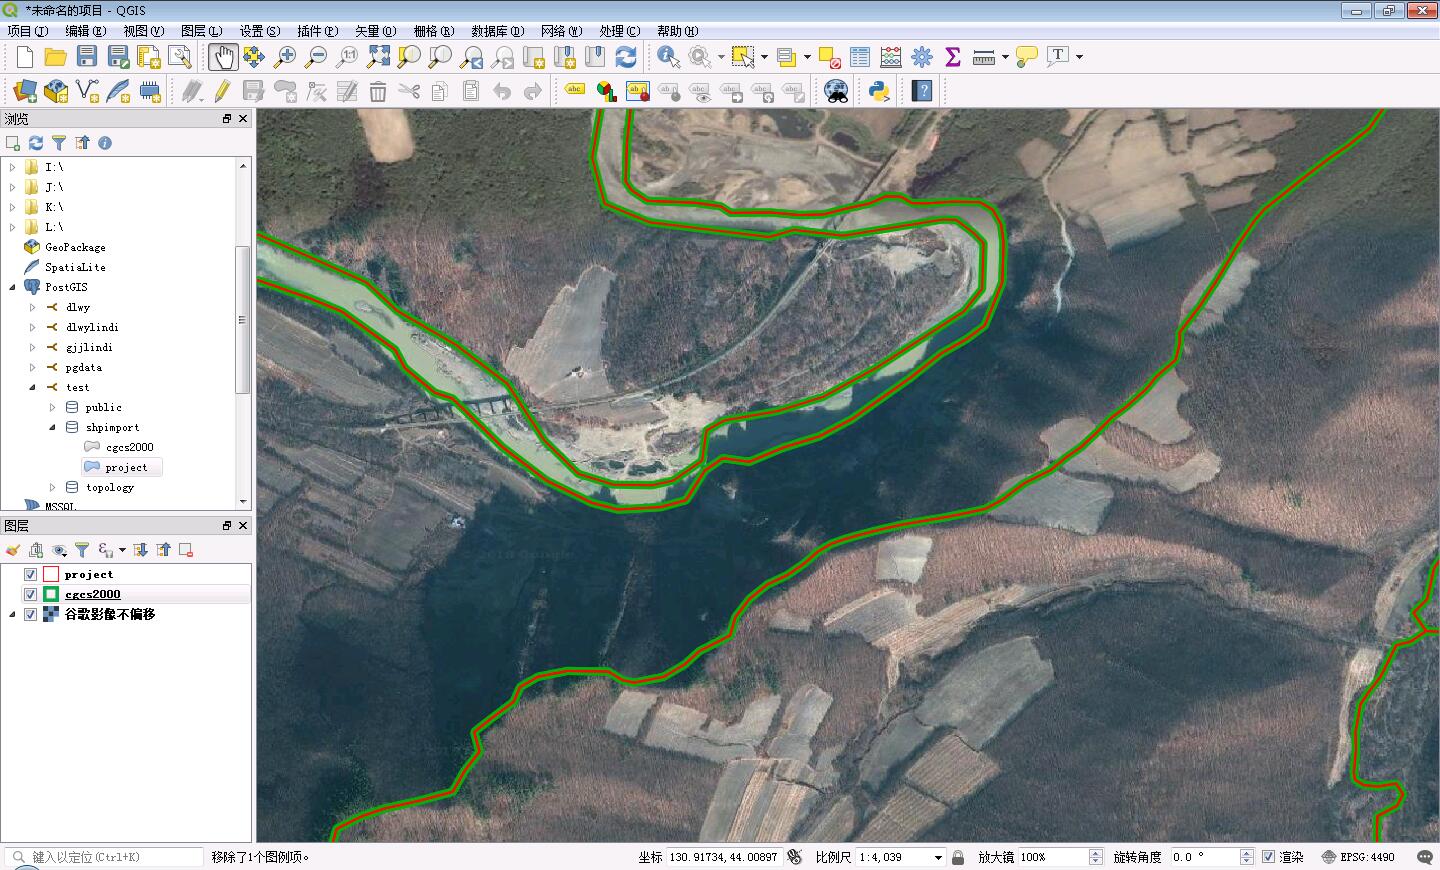 *未命名的项目 - QGIS
项目(J) 编辑(E) 视图(V) 图层(L) 设置(S) 插件(P) 矢量(O) 栅格(R) 数据库(D) 网络(W) 处理(C) 帮助(H)
浏览
I:\
J:\
K:\
L:\
GeoPackage
SpatiaLite
PostGIS
dlwy
dlwylindi
gjjlindi
pgdata
test
public
shpimport
cgcs2000
project
topology
MSSQL
图层
project
cgcs2000
谷歌影像不偏移
键入以定位(Ctrl+K) 移除了1个图例项。 坐标 130.91734,44.00897 比例尺 1:4,039 放大镜 100% 旋转角度 0.0 ° 渲染 EPSG:4490